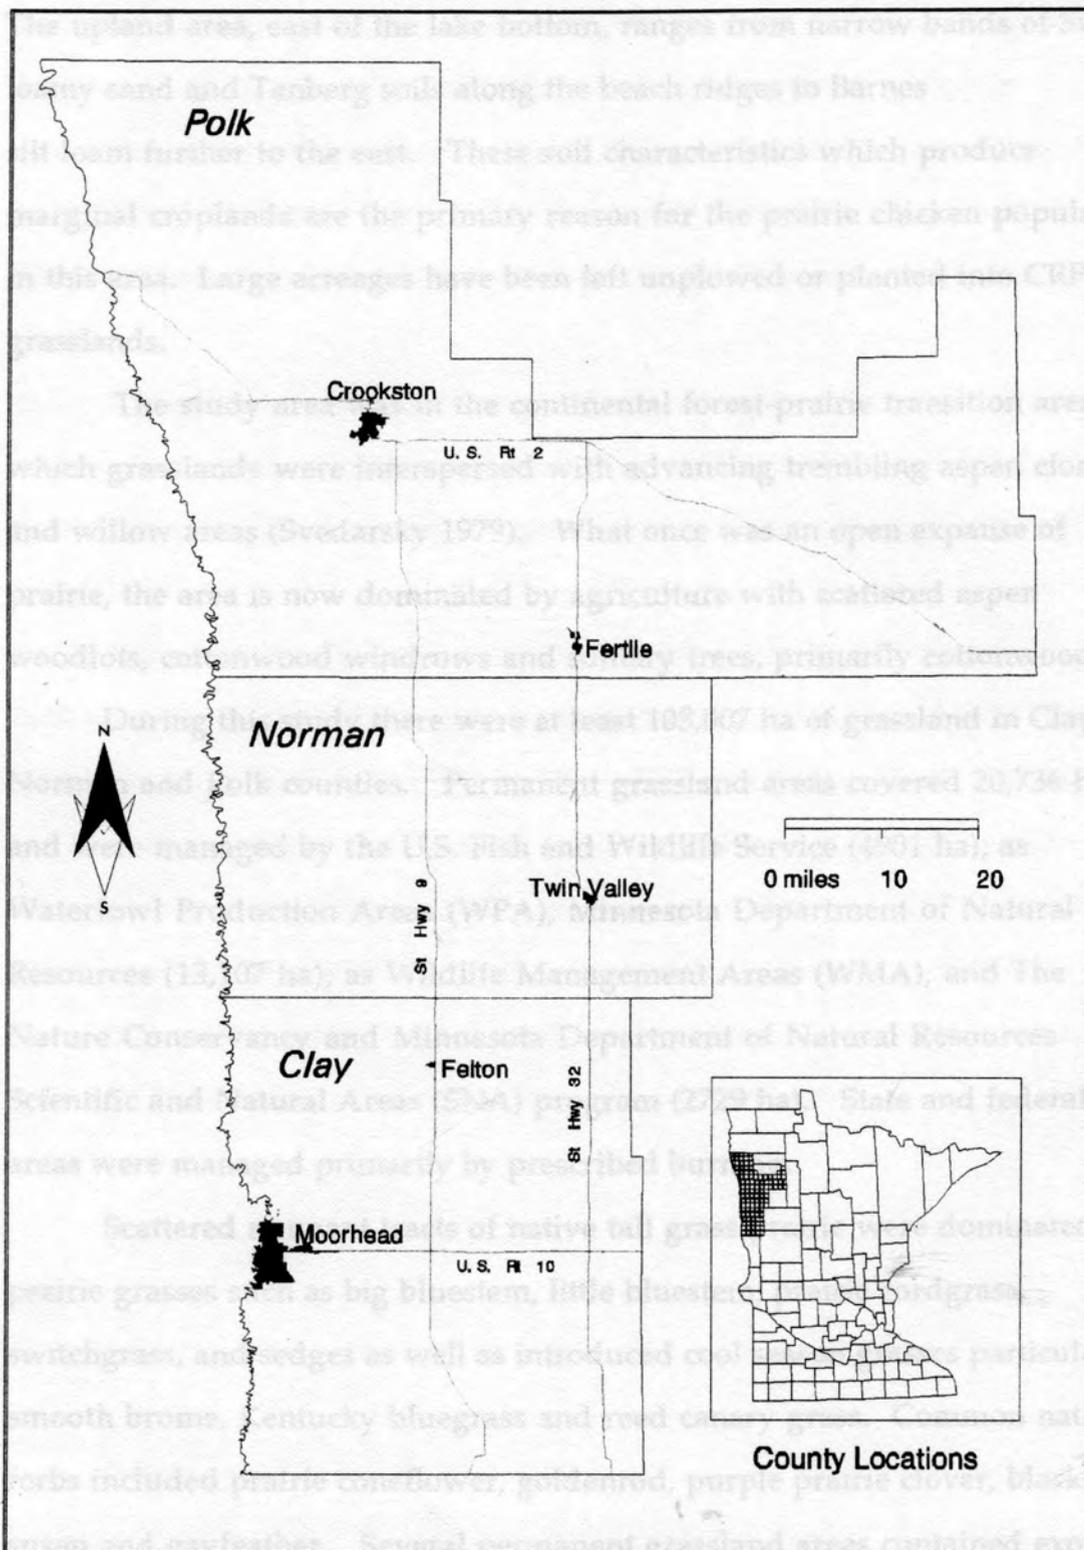 The upland area, east of the lake bottom, ranges from narrow bands of
loamy sand and Tanberg soils along the beach ridges to Barnes
Polk
silt loam further to the east. These soil characteristics which produce
marginal croplands are the primary reason for the prairie chicken
in this area. Large acreages have been left unplowed or planted into CRP
grasslands.
Crookston
The study area was in the continental forest-prairie transition
U. S. Rt 2
which grasslands were interspersed with advancing trembling aspen
and willow areas (Svedarsky 1979). What once was an open expanse of
prairie, the area is now dominated by agriculture with scattered aspen
Fertile
woodlots, cottonwood windrows and solitary trees, primarily
During this study there were at least 108,007 ha of grassland in
N
Norman
Norman and Polk counties. Permanent grassland areas covered 20,736
and were managed by the U.S. Fish and Wildlife Service (4901 ha), as
0 miles 10 20
Twin Valley
S
St Hwy 9
Waterfowl Production Areas (WPA), Minnesota Department of Natural
Resources ha), as Wildlife Management Areas (WMA), and The
Nature Conservancy and Minnesota Department of Natural Resources
Clay
Felton
St Hwy 32
Scientific and Natural Areas (SNA) program (2729 ha). State and federal
areas were managed primarily by prescribed burning.
Scattered remnant tracts of native tall grass prairie were dominated
Moorhead
U. S. Rt 10
prairie grasses such as big bluestem, little bluestem, prairie cordgrass,
switchgrass, and sedges as well as introduced cool season grasses
smooth brome, Kentucky bluegrass and reed canary grass. Common
County Locations
forbs included prairie coneflower, goldenrod, purple prairie clover,
susan and gayfeather. Several permanent grassland areas contained